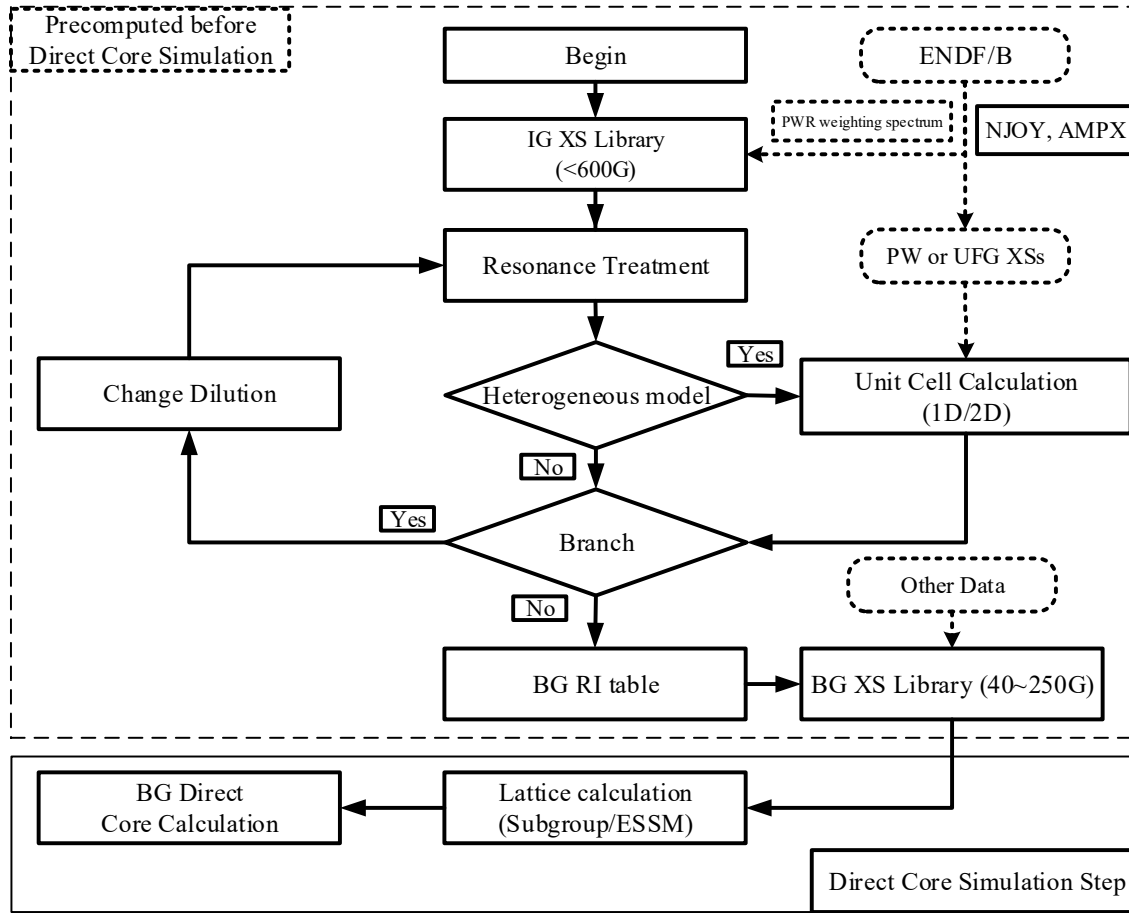 Precomputed before
Direct Core Simulation
Begin
ENDF/B
PWR weighting spectrum
NJOY, AMPX
IG XS Library
(<600G)
Resonance Treatment
PW or UFG XSs
Yes
Change Dilution
Heterogeneous model
Unit Cell Calculation
(1D/2D)
No
Yes
Branch
Other Data
No
BG RI table
BG XS Library (40~250G)
BG Direct
Core Calculation
Lattice calculation
(Subgroup/ESSM)
Direct Core Simulation Step